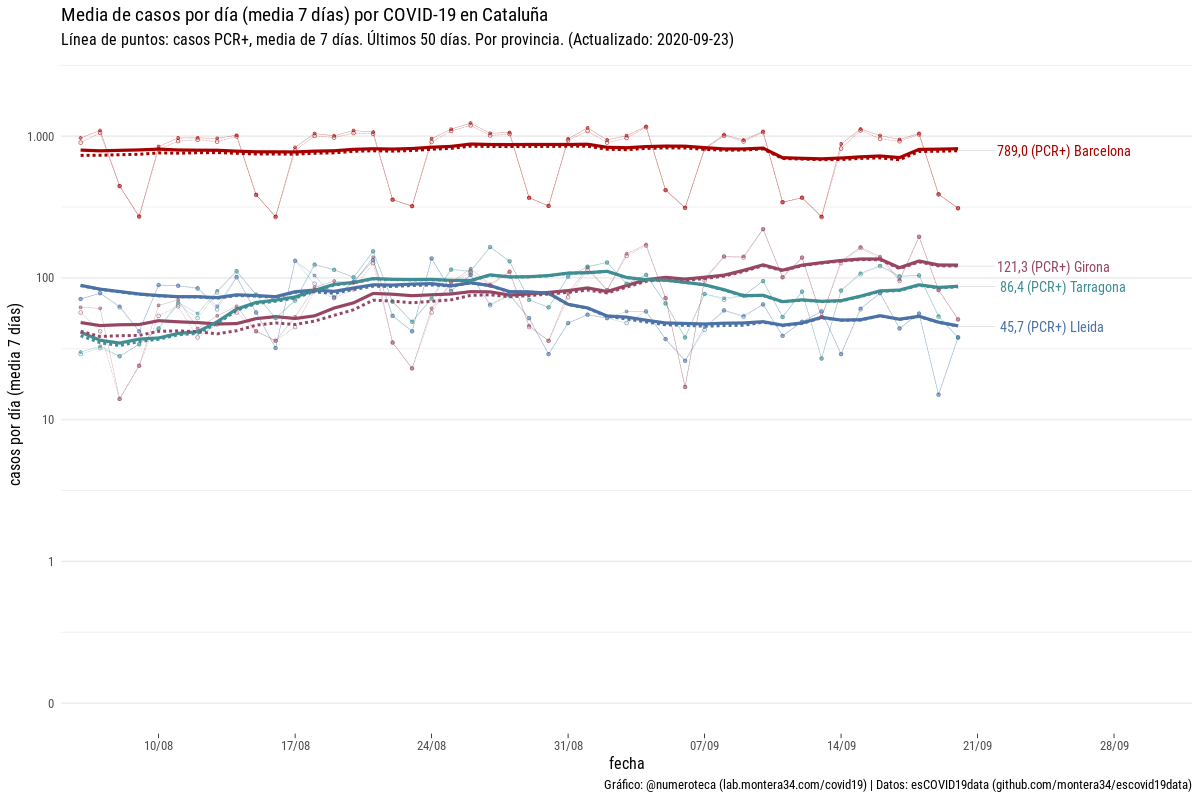 Media de casos por día (media 7 días) por COVID-19 en Cataluña
Línea de puntos: casos PCR+, media de 7 días. Últimos 50 días. Por provincia. (Actualizado: 2020-09-23)
casos por día (media 7 días)
1.000
100
10
1
0
789,0 (PCR+) Barcelona
121,3 (PCR+) Girona
86,4 (PCR+) Tarragona
45,7 (PCR+) Lleida
10/08 17/08 24/08 31/08 07/09 14/09 21/09 28/09
fecha
Gráfico: @numeroteca (lab.montera34.com/covid19) | Datos: esCOVID19data (github.com/montera34/escovid19data)